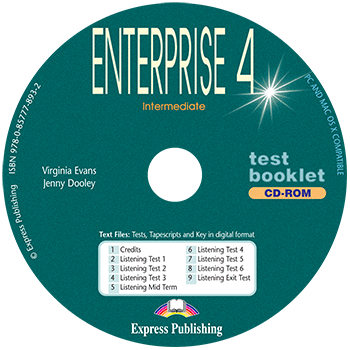 ENTERPRISE 4
Intermediate
PC AND MAC OS X COMPATIBLE
ISBN 978-0-85777-893-2
© Express Publishing
Virginia Evans
Jenny Dooley
test
booklet
CD-ROM
Text Files: Tests, Tapescripts and Key in digital format
1 Credits
2 Listening Test 1
3 Listening Test 2
4 Listening Test 3
5 Listening Mid Term
6 Listening Test 4
7 Listening Test 5
8 Listening Test 6
9 Listening Exit Test
Express Publishing